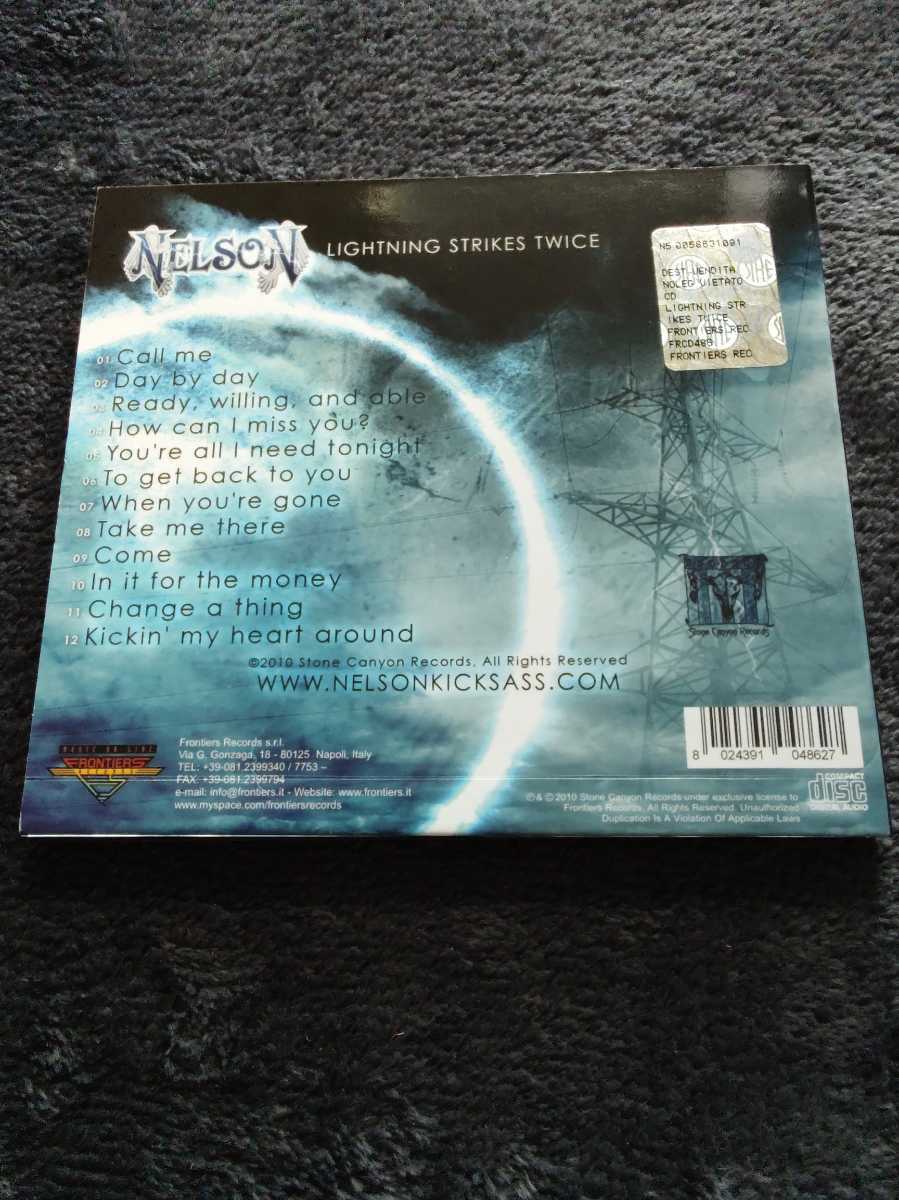 NELSON LIGHTNING STRIKES TWICE
N5 0058831091
DEST.VENDITA
NOLEG.VIETATO
CD
LIGHTNING STR
IKES TWICE
FRONTIERS REC.
FRCD486
FRONTIERS REC
01 Call me
02 Day by day
03 Ready, willing, and able
04 How can I miss you?
05 You're all I need tonight
06 To get back to you
07 When you're gone
08 Take me there
09 Come
10 In it for the money
11 Change a thing
12 Kickin' my heart around
Stone Canyon Records
©2010 Stone Canyon Records, All Rights Reserved
WWW.NELSONKICKSASS.COM
MUSIC ON LINE
FRONTIERS
RECORDS
Frontiers Records s.r.l.
Via G. Gonzaga, 18 - 80125 Napoli, Italy
TEL: +39-081.2399340 / 7753 –
FAX: +39-081.2399794
e-mail: info@frontiers.it - Website: www.frontiers.it
www.myspace.com/frontiersrecords
8 024391 048627
COMPACT
disc
DIGITAL AUDIO
℗ & ©2010 Stone Canyon Records under exclusive license to
Frontiers Records. All Rights Reserved. Unauthorized
Duplication Is A Violation Of Applicable Laws